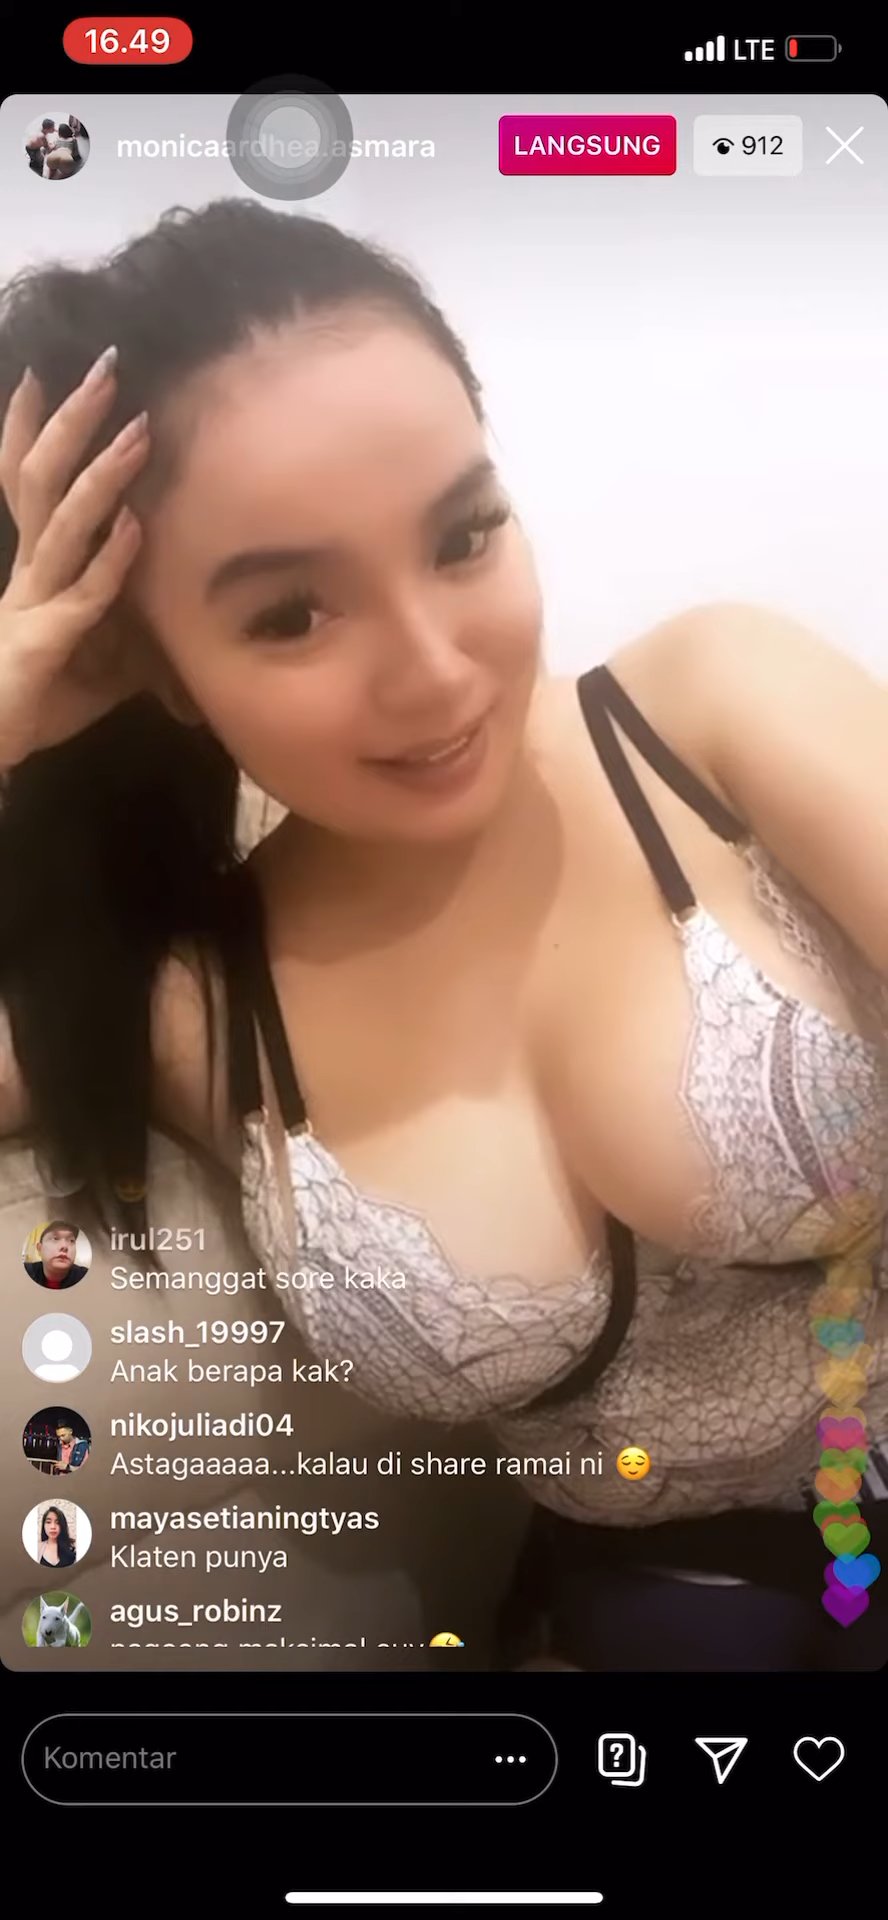 16.49
LTE
monicaardhea.asmara
LANGSUNG
912
irul251
Semanggat sore kaka
slash_19997
Anak berapa kak?
nikojuliadi04
Astagaaaaa...kalau di share ramai ni 😌
mayasetianingtyas
Klaten punya
agus_robinz
Komentar